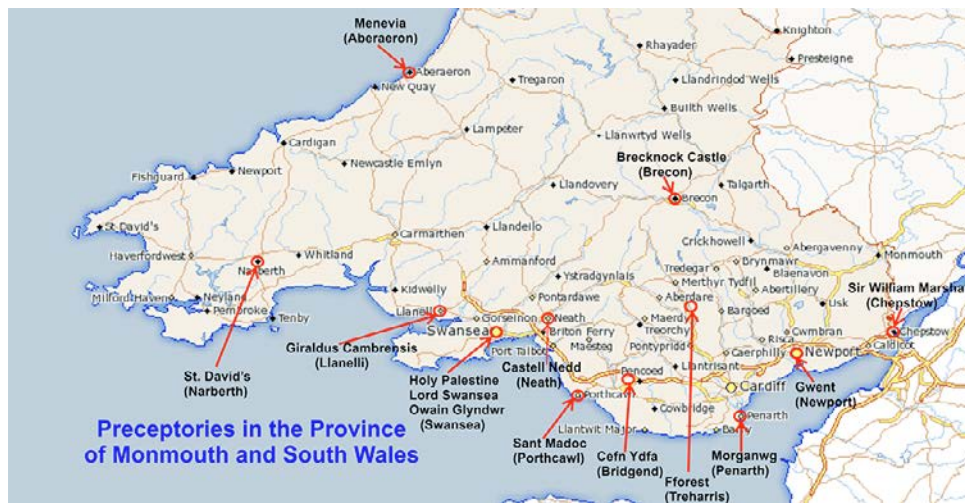 Menevia
(Aberaeron)
Knighton
Rhayader
Presteigne
Aberaeron
New Quay
Tregaron
Llandrindod Wells
Builth Wells
Lampeter
Llanwrtyd Wells
Cardigan
Brecknock Castle
(Brecon)
Newcastle Emlyn
Fishguard
Newport
Llandovery
Talgarth
Brecon
St David's
Llandeilo
Carmarthen
Crickhowell
Abergavenny
Haverfordwest
Whitland
Narberth
Ammanford
Brynmawr
Monmouth
Tredegar
Blaenavon
Ystradgynlais
Merthyr Tydfil
Abertillery
Sir William Marshal
(Chepstow)
Milford Haven
Neyland
Kidwelly
Pontardawe
Aberdare
Usk
Pembroke
Tenby
Llanelli
Gorseinon
Neath
Maerdy
Bargoed
Swansea
Briton Ferry
Treorchy
Risca
Cwmbran
Chepstow
Caldicot
Giraldus Cambrensis
(Llanelli)
Port Talbot
Maesteg
Pontypridd
Caerphilly
Newport
St. David's
(Narberth)
Holy Palestine
Lord Swansea
Owain Glyndwr
(Swansea)
Castell Nedd
(Neath)
Pencoed
Llantrisant
Cardiff
Gwent
(Newport)
Porthcawl
Cowbridge
Penarth
Preceptories in the Province
of Monmouth and South Wales
Llantwit Major
Barry
Sant Madoc
(Porthcawl)
Cefn Ydfa
(Bridgend)
Morganwg
(Penarth)
Fforest
(Treharris)